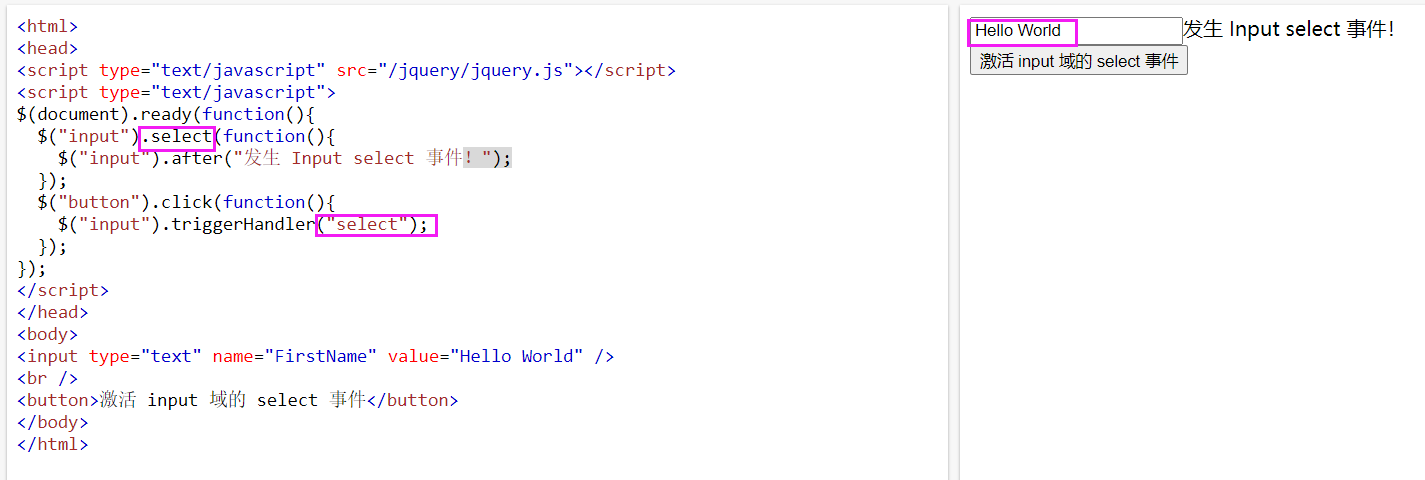 <html>
<head>
<script type="text/javascript" src="/jquery/jquery.js"></script>
<script type="text/javascript">
$(document).ready(function(){
  $("input").select(function(){
    $("input").after("发生 Input select 事件！");
  });
  $("button").click(function(){
    $("input").triggerHandler("select");
  });
});
</script>
</head>
<body>
<input type="text" name="FirstName" value="Hello World" />
<br />
<button>激活 input 域的 select 事件</button>
</body>
</html>
Hello World 发生 Input select 事件！
激活 input 域的 select 事件